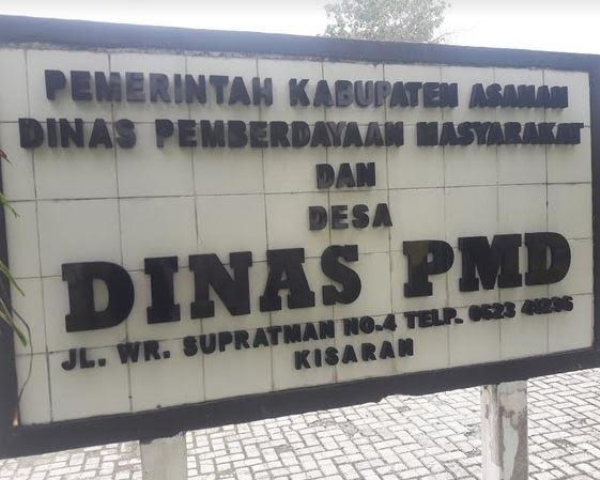 PEMERINTAH KABUPATEN ASAHAN
DINAS PEMBERDAYAAN MASYARAKAT
DAN
DESA
DINAS PMD
JL. WR. SUPRATMAN NO.4 TELP. 0623 41236
KISARAN